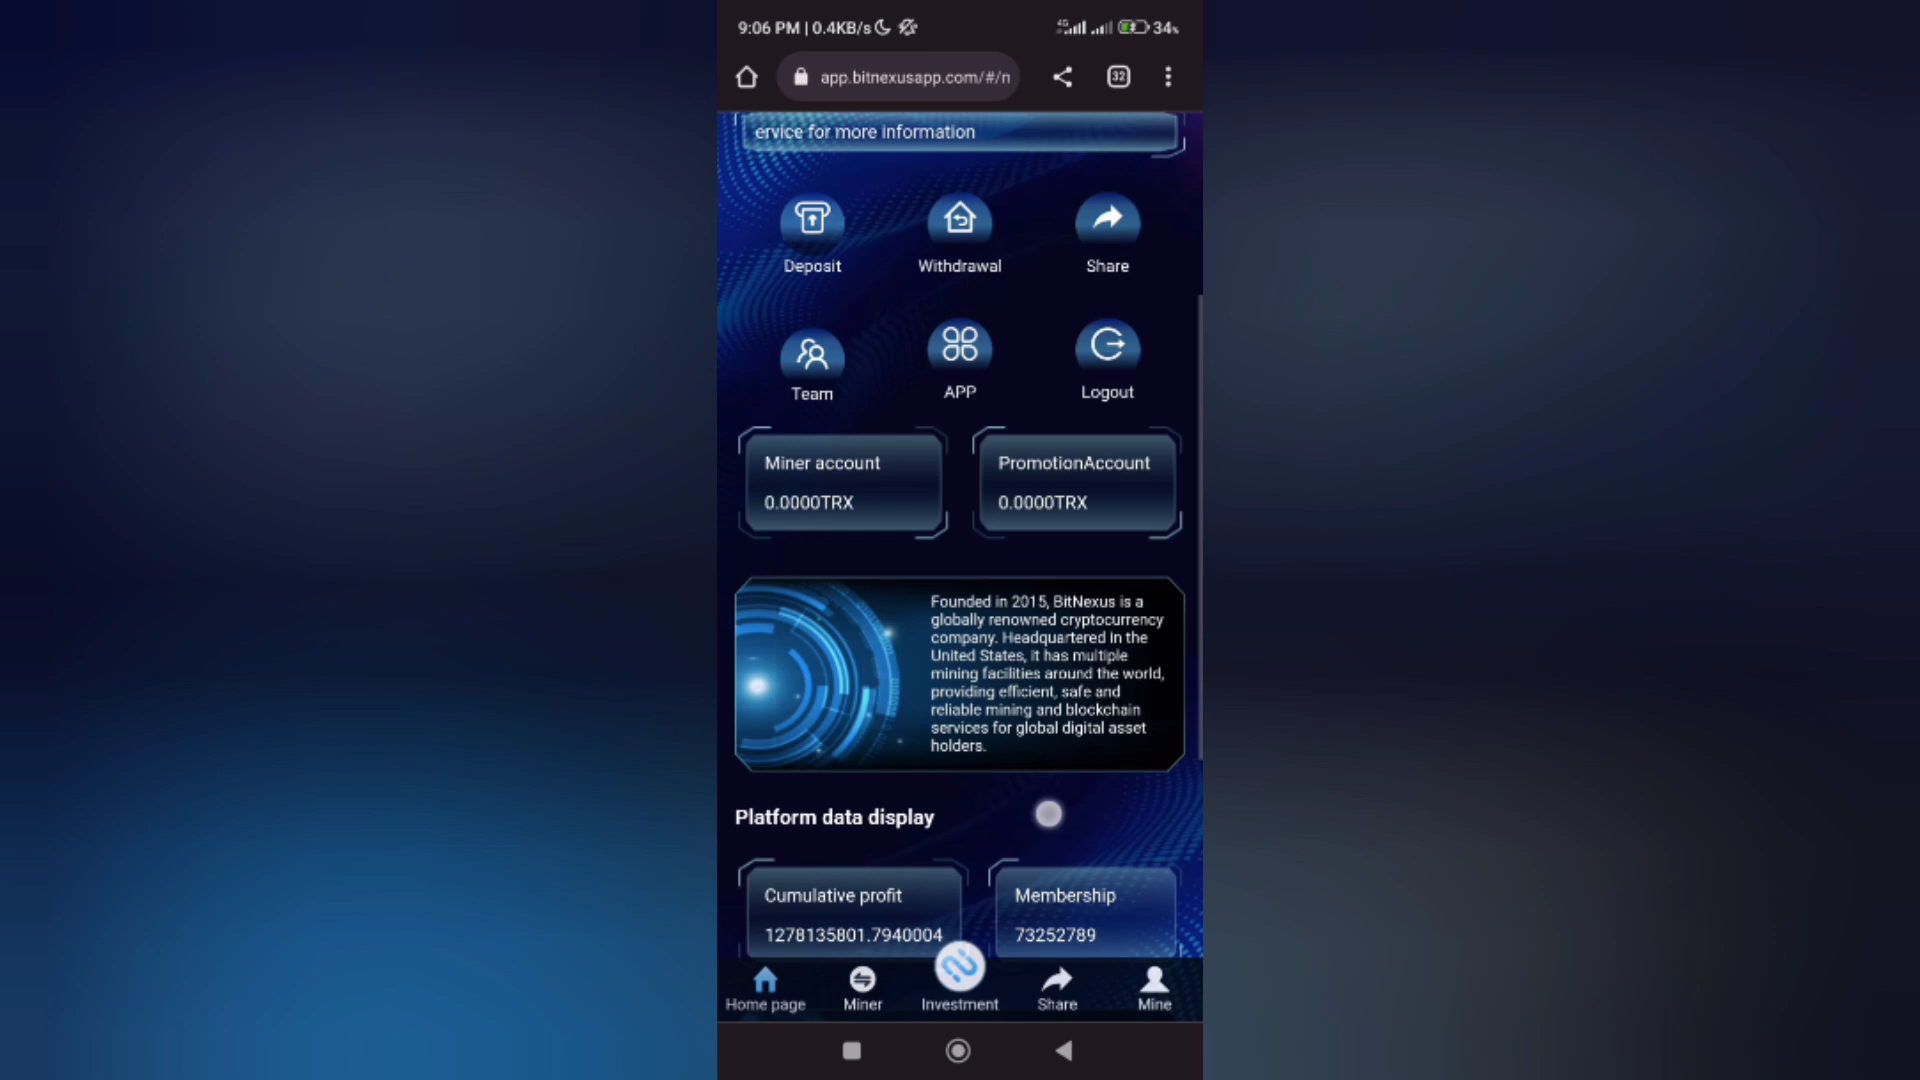 9:06 PM | 0.4KB/s 4G 34%
app.bitnexusapp.com/#/n 32
ervice for more information
Deposit Withdrawal Share
Team APP Logout
Miner account PromotionAccount
0.0000TRX 0.0000TRX
Founded in 2015, BitNexus is a
globally renowned cryptocurrency
company. Headquartered in the
United States, it has multiple
mining facilities around the world,
providing efficient, safe and
reliable mining and blockchain
services for global digital asset
holders.
Platform data display
Cumulative profit Membership
1278135801.7940004 73252789
Home page Miner Investment Share Mine